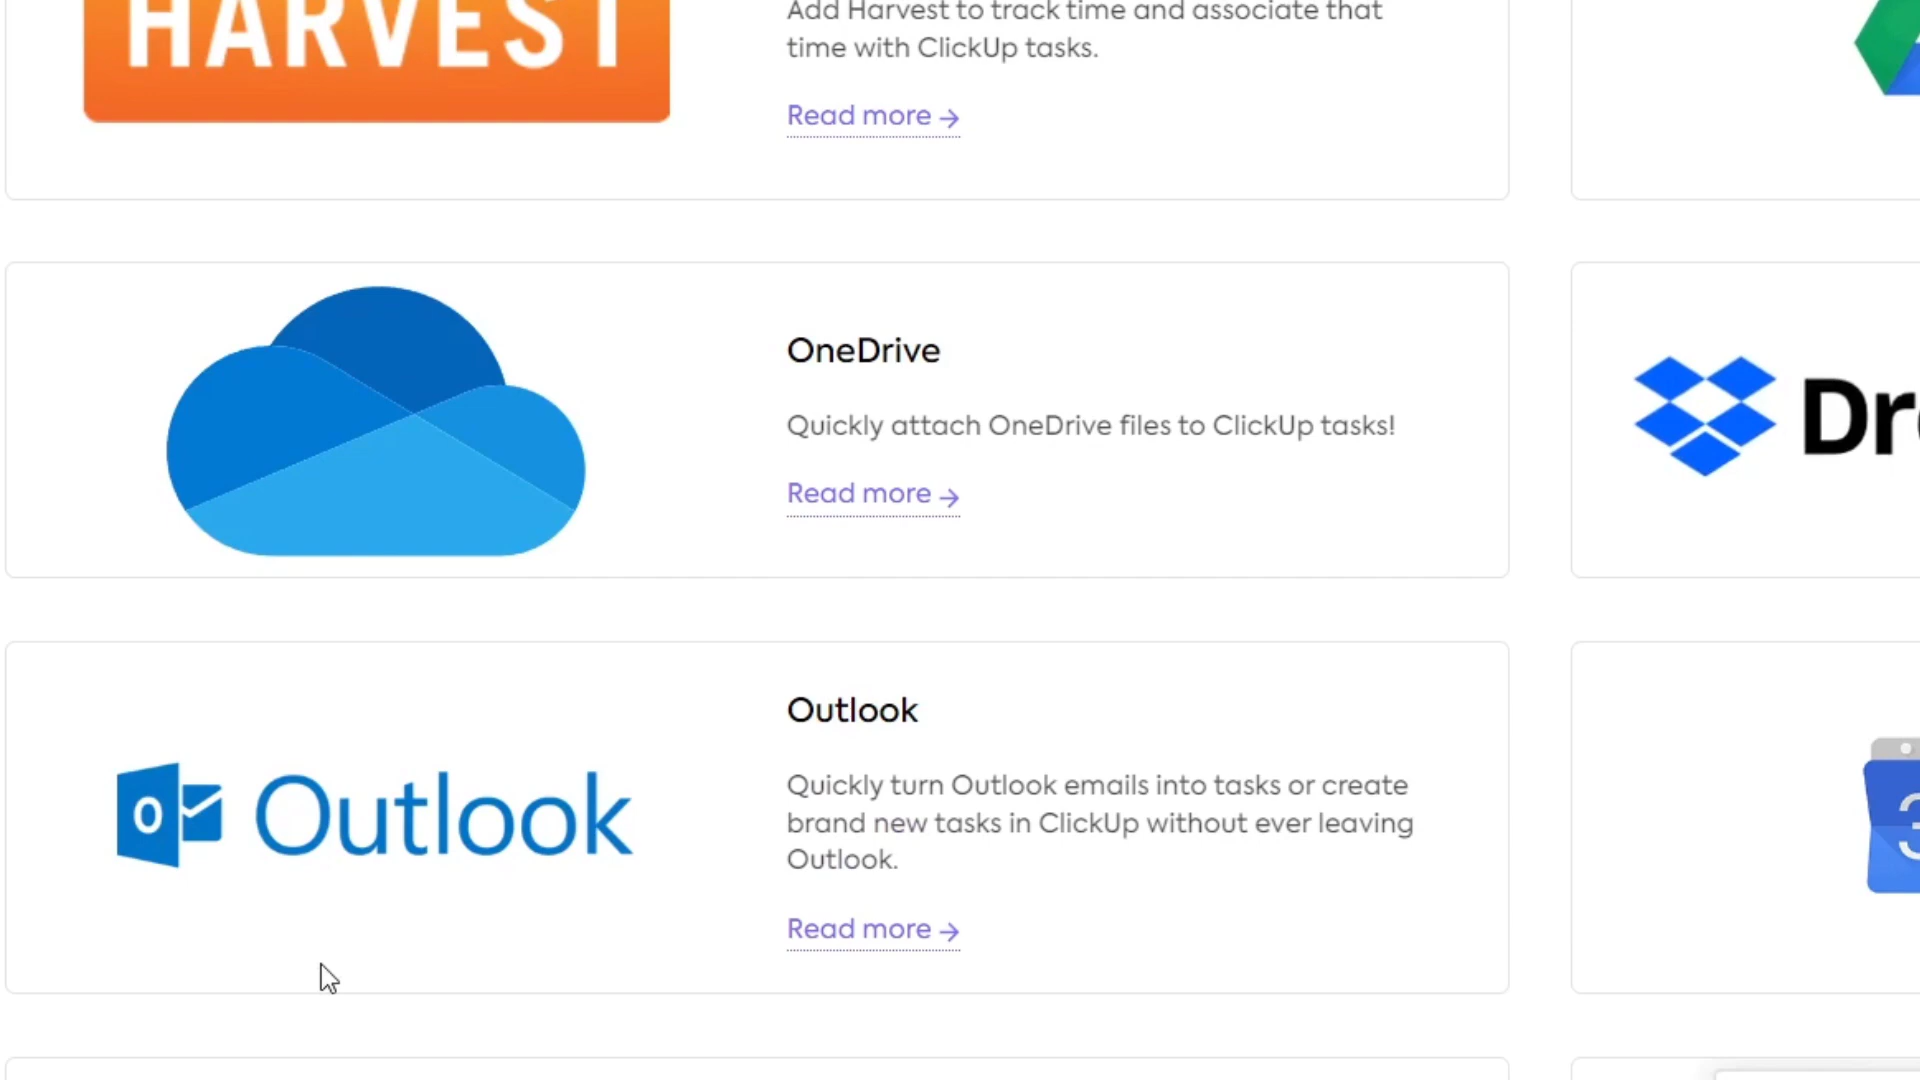 HARVEST
Add Harvest to track time and associate that
time with ClickUp tasks.
Read more →
OneDrive
Quickly attach OneDrive files to ClickUp tasks!
Read more →
Outlook
Outlook
Quickly turn Outlook emails into tasks or create
brand new tasks in ClickUp without ever leaving
Outlook.
Read more →